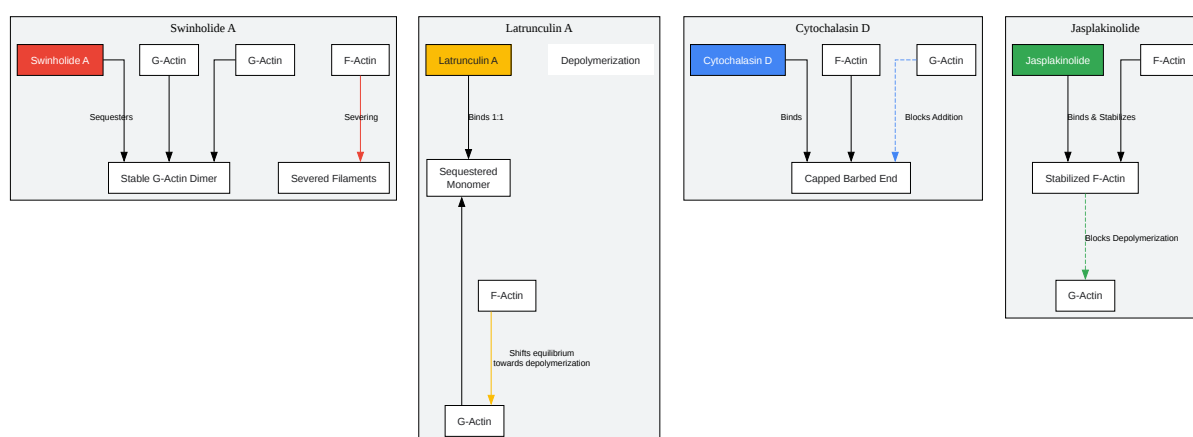 Swinholide A
Swinholide A
G-Actin
G-Actin
F-Actin
Sequesters
Severing
Stable G-Actin Dimer
Severed Filaments
Latrunculin A
Latrunculin A
Depolymerization
Binds 1:1
Sequestered
Monomer
F-Actin
Shifts equilibrium
towards depolymerization
G-Actin
Cytochalasin D
Cytochalasin D
F-Actin
G-Actin
Binds
Blocks Addition
Capped Barbed End
Jasplakinolide
Jasplakinolide
F-Actin
Binds & Stabilizes
Stabilized F-Actin
Blocks Depolymerization
G-Actin